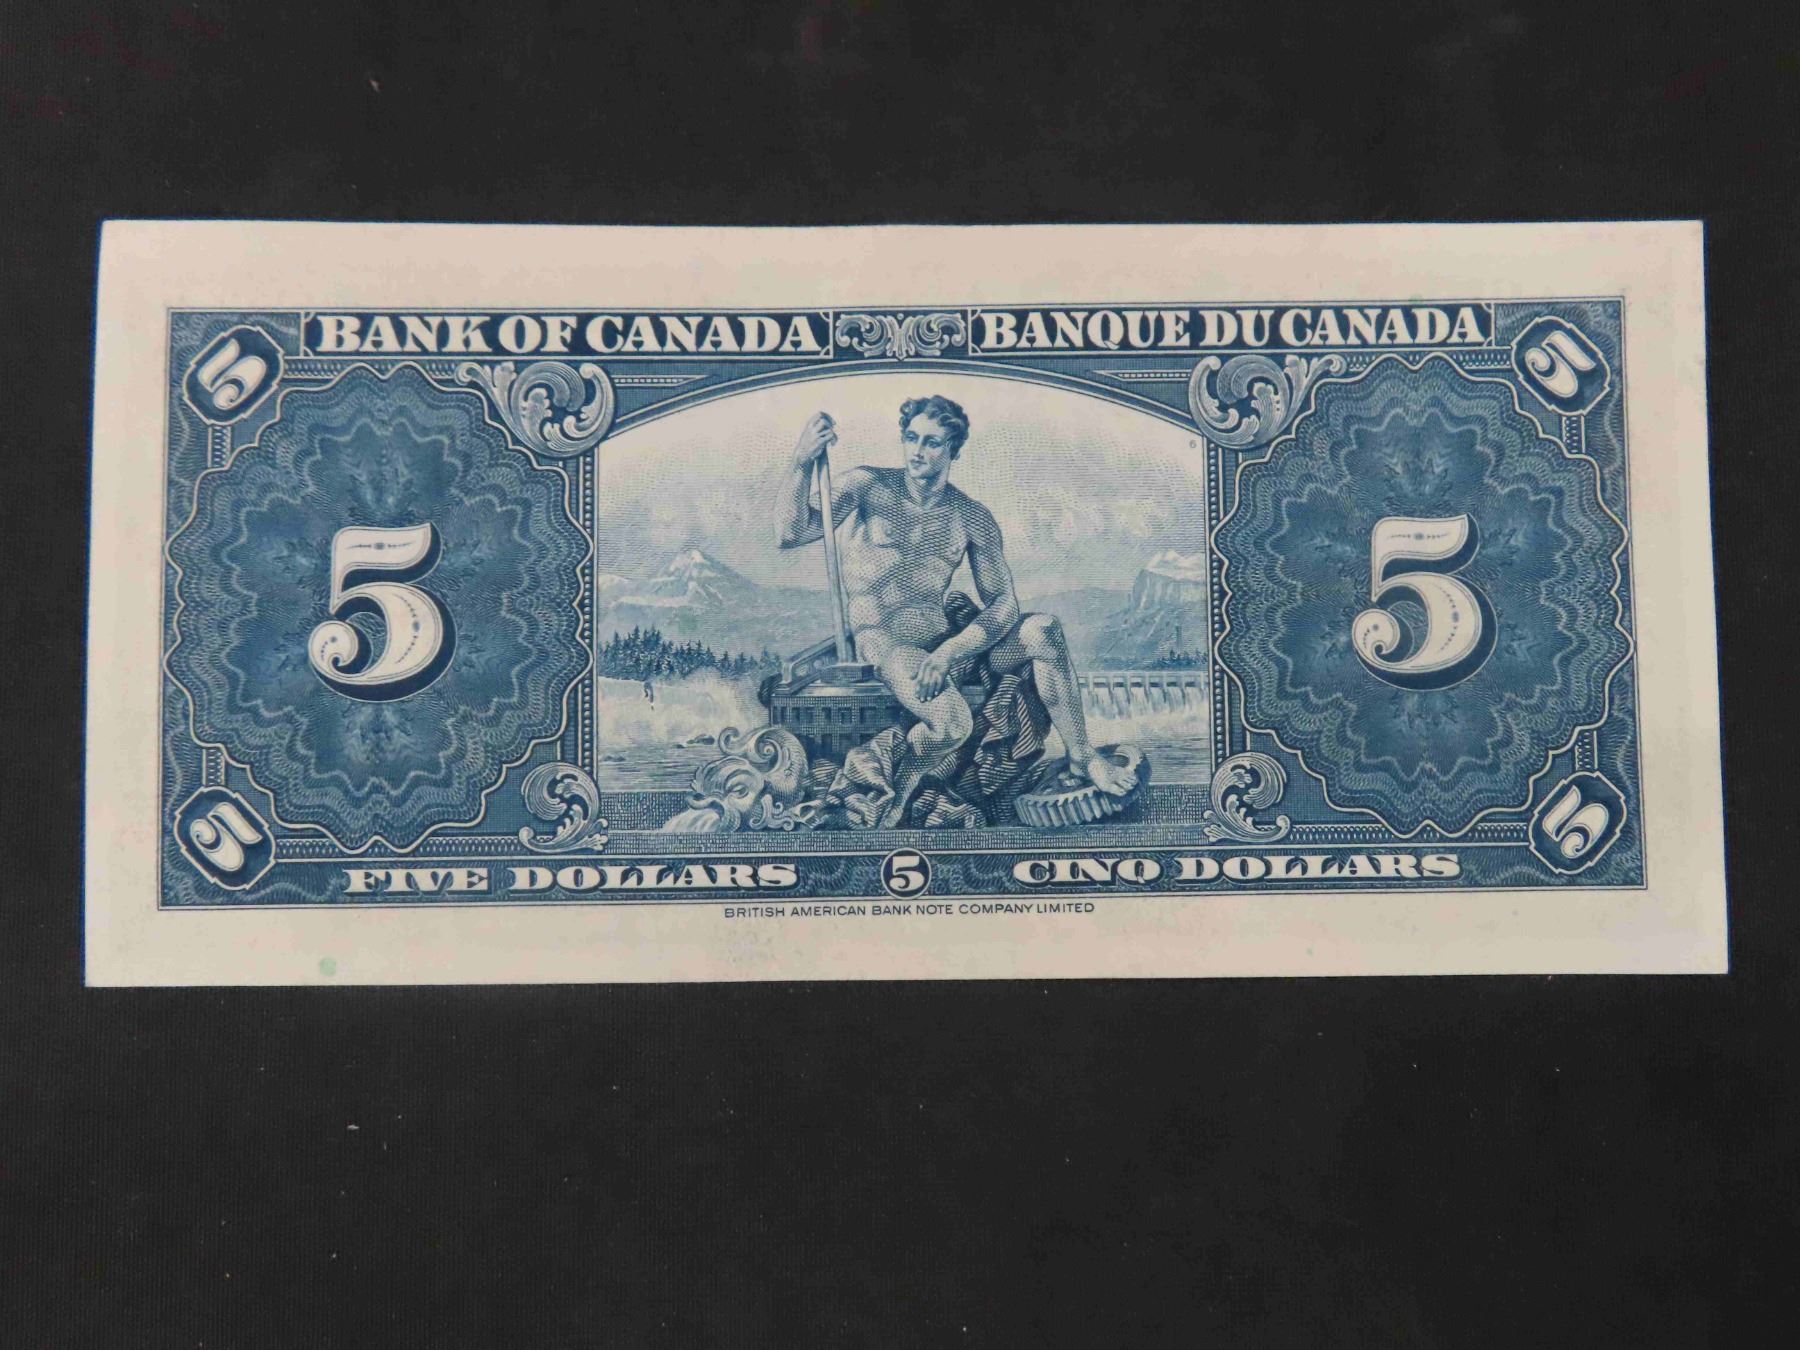 BANK OF CANADA BANQUE DU CANADA
5 5
6
5 5
5 5
FIVE DOLLARS 5 CINQ DOLLARS
BRITISH AMERICAN BANK NOTE COMPANY LIMITED